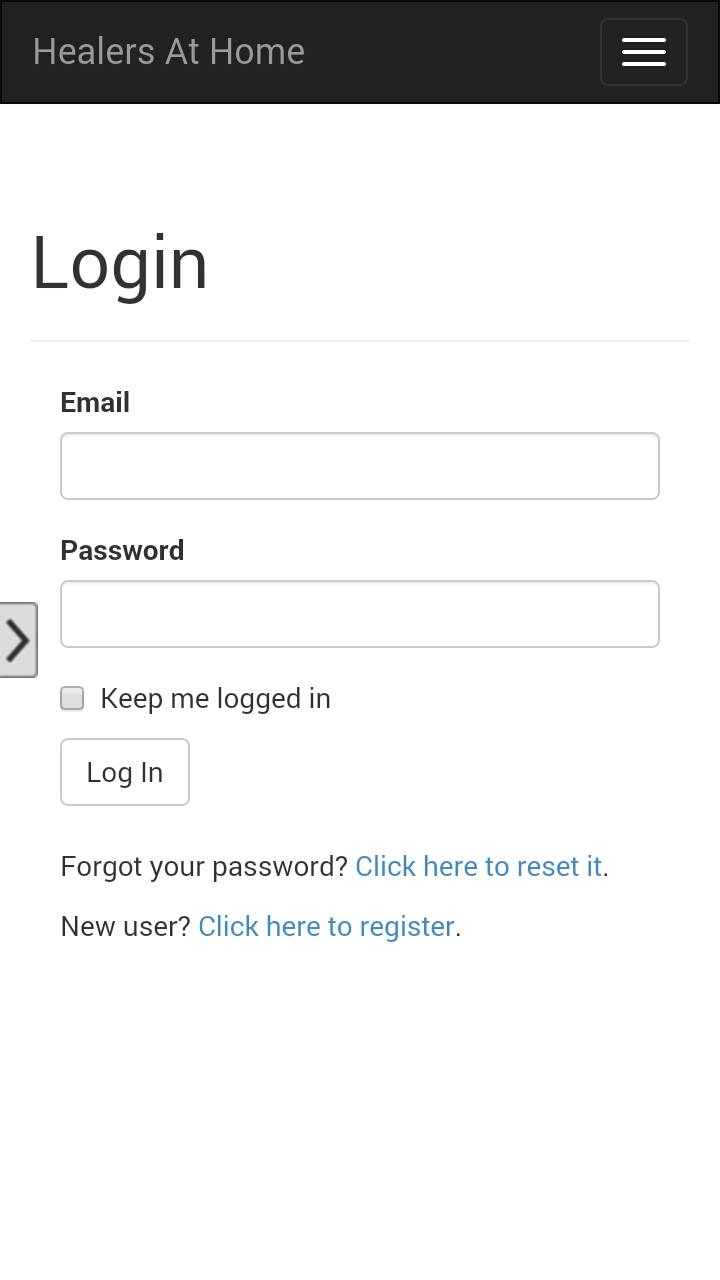 Healers At Home
Login
Email
Password
Keep me logged in
Log In
Forgot your password? Click here to reset it.
New user? Click here to register.